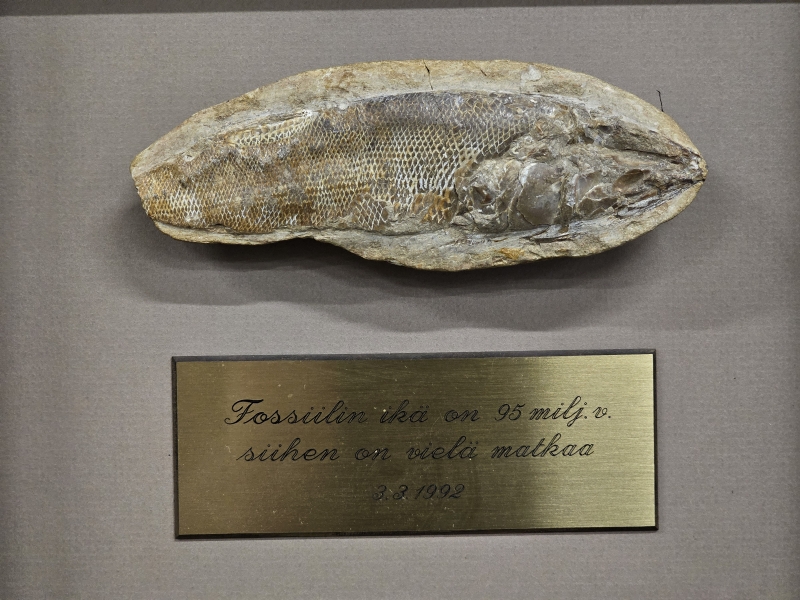 Fossiilin ikä on 95 milj. v.
siihen on vielä matkaa
3.3.1992